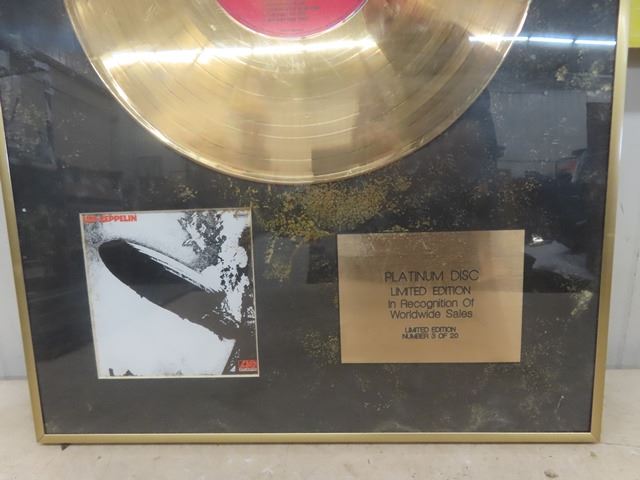 LED ZEPPELIN
PLATINUM DISC
LIMITED EDITION
In Recognition Of
Worldwide Sales
LIMITED EDITION
NUMBER 3 OF 20